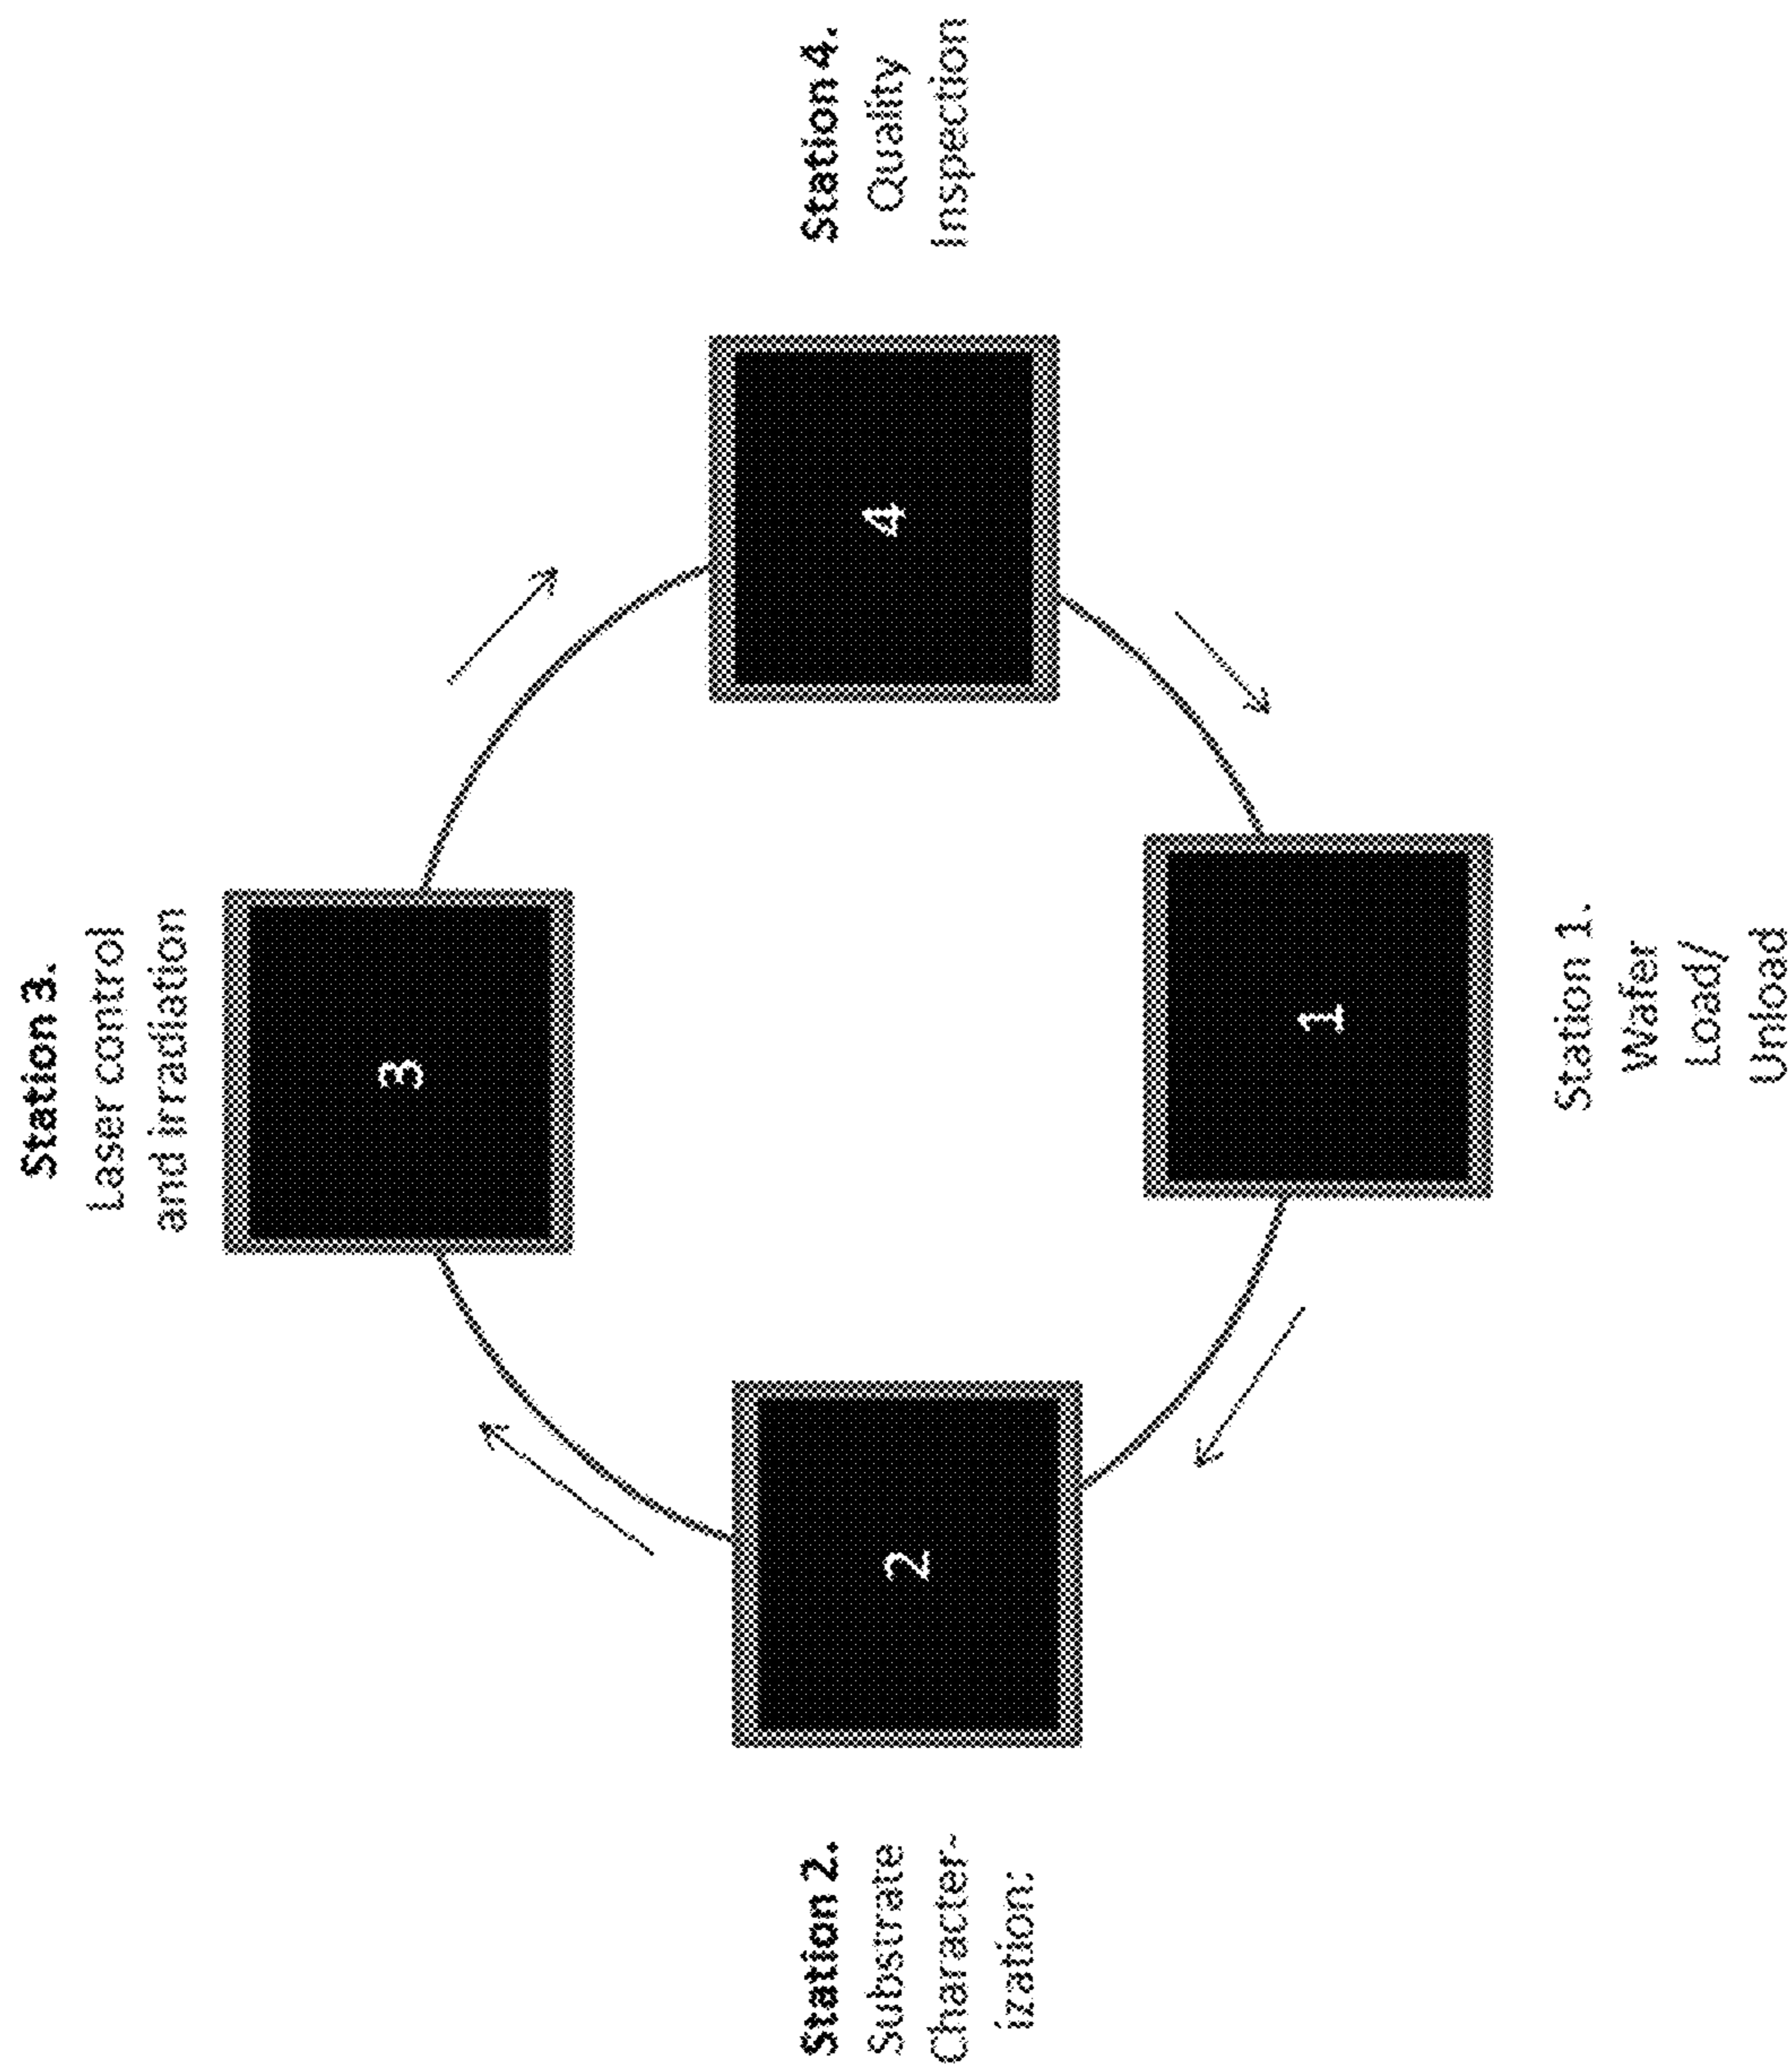 Station 3.
Laser control
and irradiation
3
Station 2.
Substrate
Character-
ization:
2
4
Station 4.
Quality
Inspection
1
Station 1.
Wafer
Load/
Unload